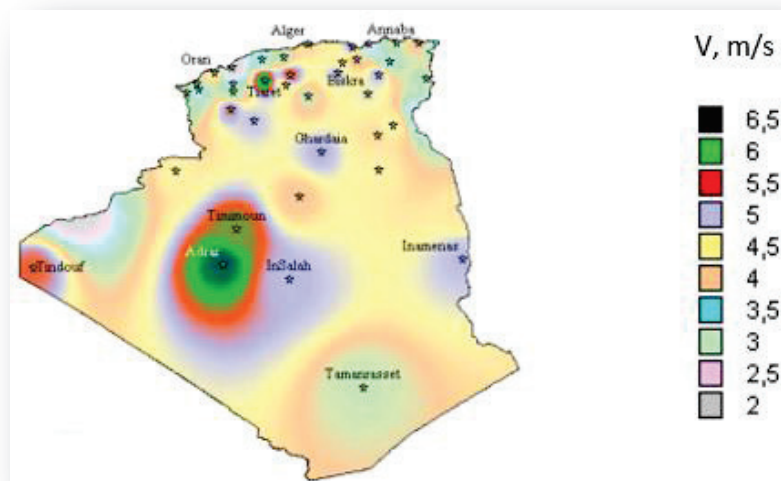 Alger
Annaba
V, m/s
Oran
Tiaret
Biskra
Ghardaia
Timimoun
Adrar
InSalah
Inamenas
Tindouf
Tamanrasset
6,5
6
5,5
5
4,5
4
3,5
3
2,5
2